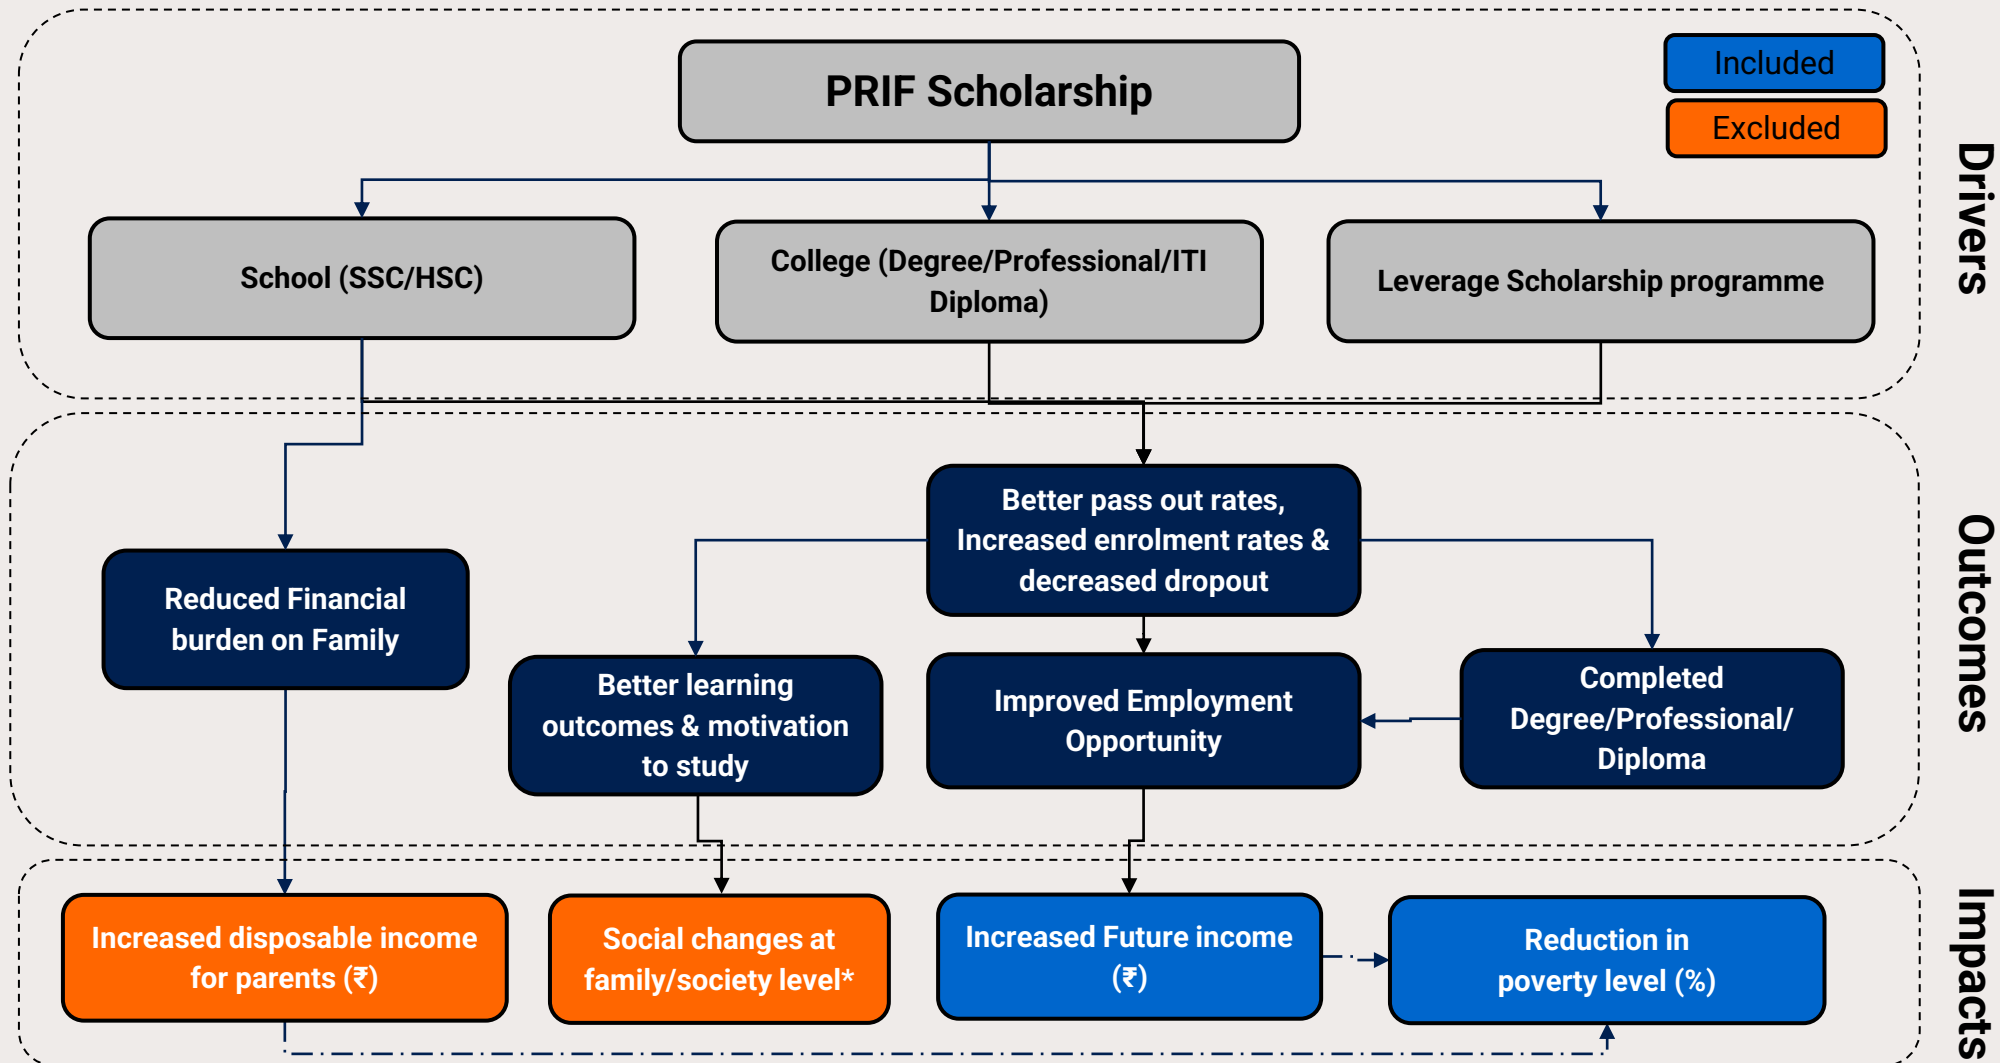 PRIF Scholarship
Included
Excluded
Drivers
School (SSC/HSC)
College (Degree/Professional/ITI
Diploma)
Leverage Scholarship programme
Outcomes
Better pass out rates,
Increased enrolment rates &
decreased dropout
Reduced Financial
burden on Family
Better learning
outcomes & motivation
to study
Improved Employment
Opportunity
Completed
Degree/Professional/
Diploma
Impacts
Increased disposable income
for parents (₹)
Social changes at
family/society level*
Increased Future income
(₹)
Reduction in
poverty level (%)